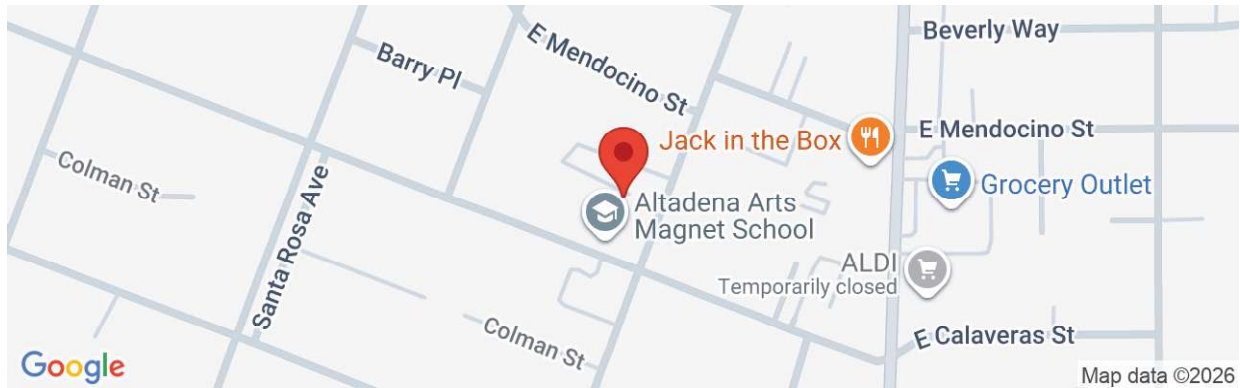 Beverly Way
E Mendocino St
Barry Pl
E Mendocino St
Jack in the Box
Colman St
Grocery Outlet
Altadena Arts
Magnet School
Santa Rosa Ave
ALDI
Temporarily closed
Colman St
E Calaveras St
Google
Map data ©2026